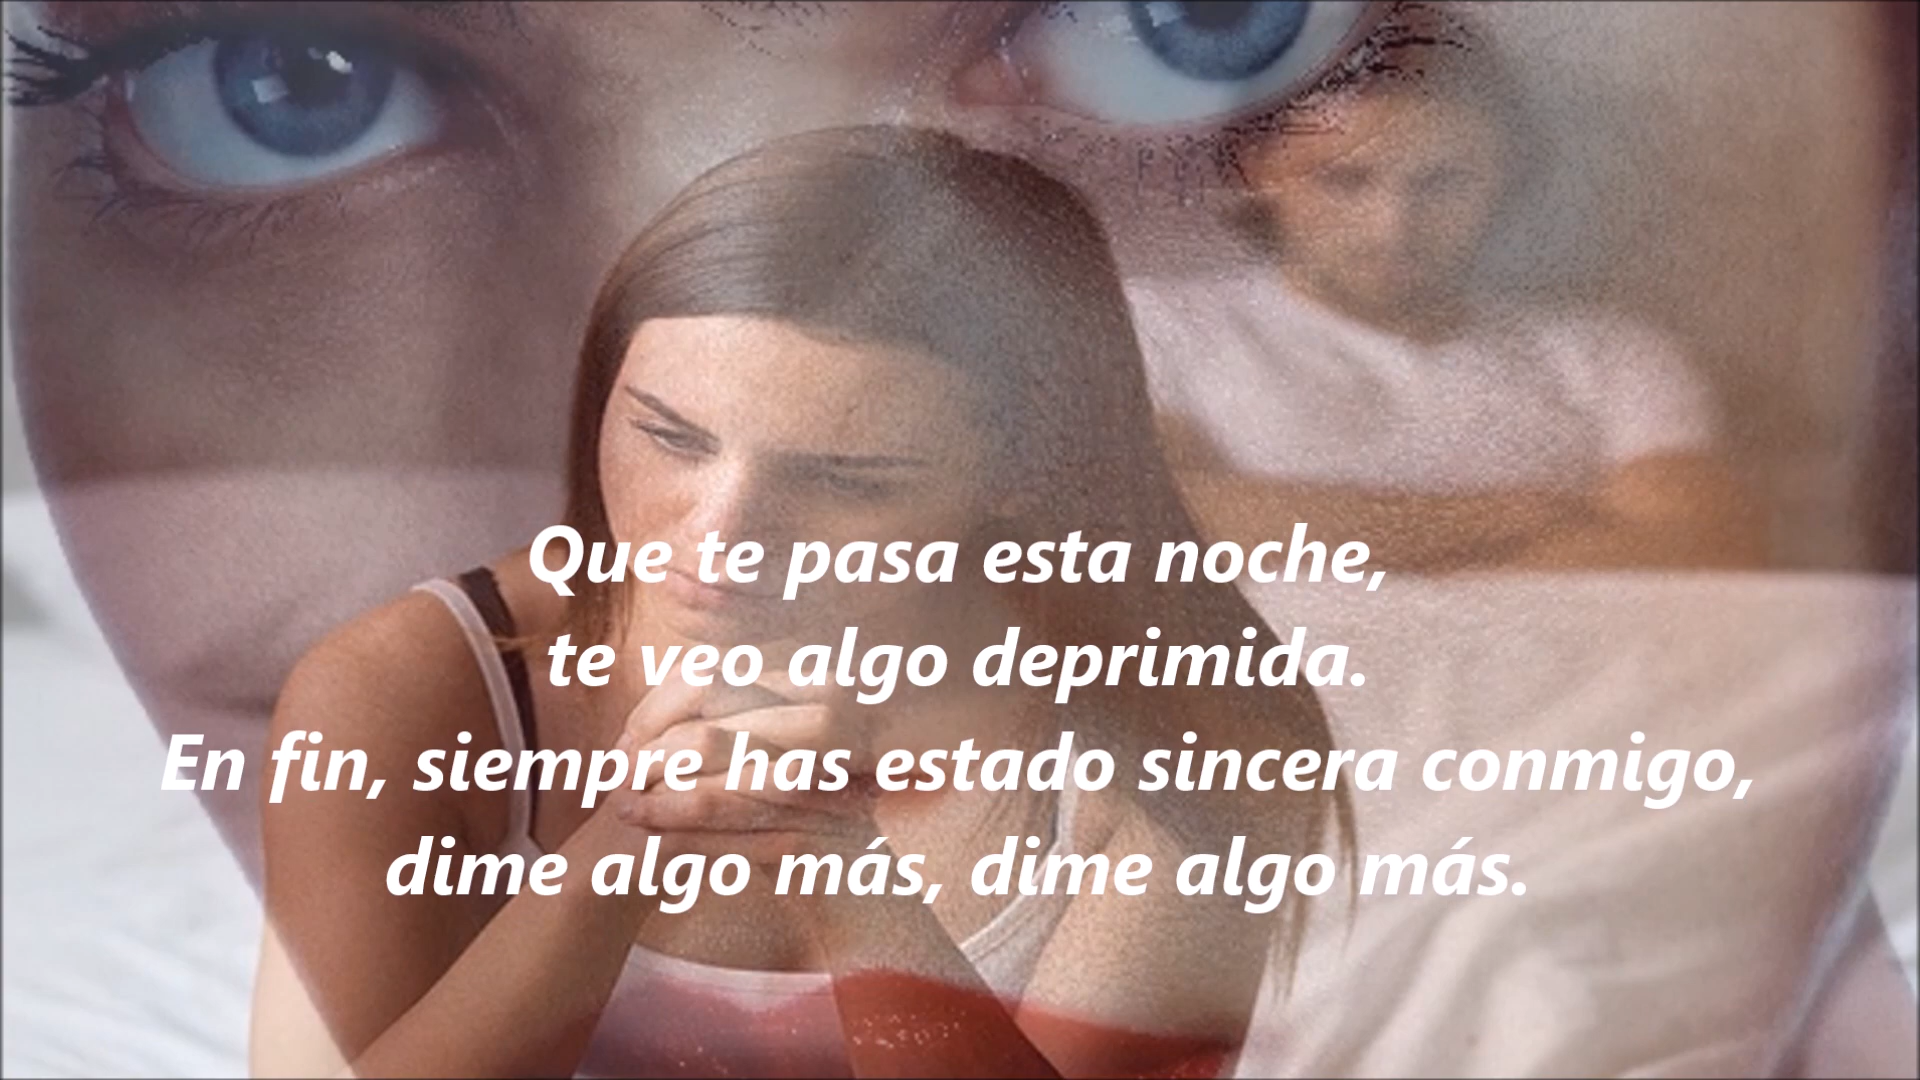 Que te pasa esta noche,
te veo algo deprimida.
En fin, siempre has estado sincera conmigo,
dime algo más, dime algo más.